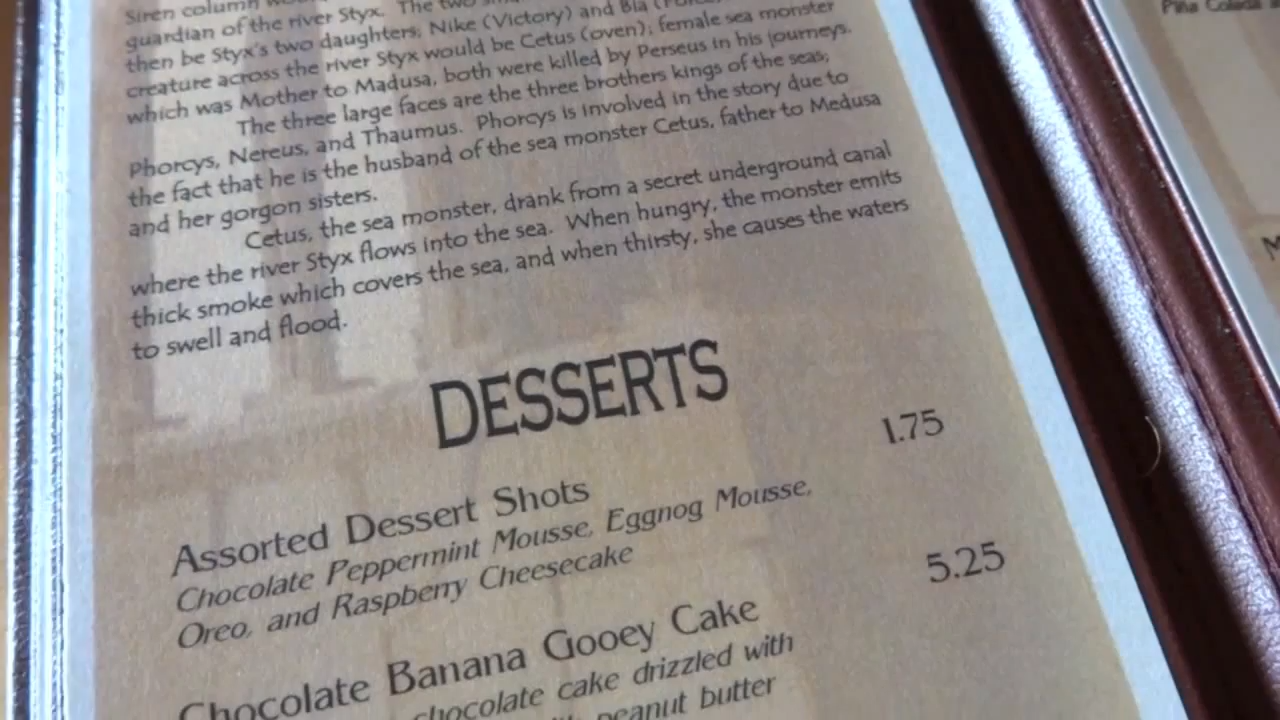 Siren column
guardian of the river Styx. The two
then be Styx's two daughters; Nike (Victory) and Bia
creature across the river Styx would be Cetus (oven); female sea monster
which was Mother to Madusa, both were killed by Perseus in his journeys.
The three large faces are the three brothers kings of the seas;
Phorcys, Nereus, and Thaumus. Phorcys is involved in the story due to
the fact that he is the husband of the sea monster Cetus, father to Medusa
and her gorgon sisters.
Cetus, the sea monster, drank from a secret underground canal
where the river Styx flows into the sea. When hungry, the monster emits
thick smoke which covers the sea, and when thirsty, she causes the waters
to swell and flood.
DESSERTS
Assorted Dessert Shots 1.75
Chocolate Peppermint Mousse, Eggnog Mousse,
Oreo, and Raspberry Cheesecake
Chocolate Banana Gooey Cake 5.25
chocolate cake drizzled with
peanut butter
Piña Colada